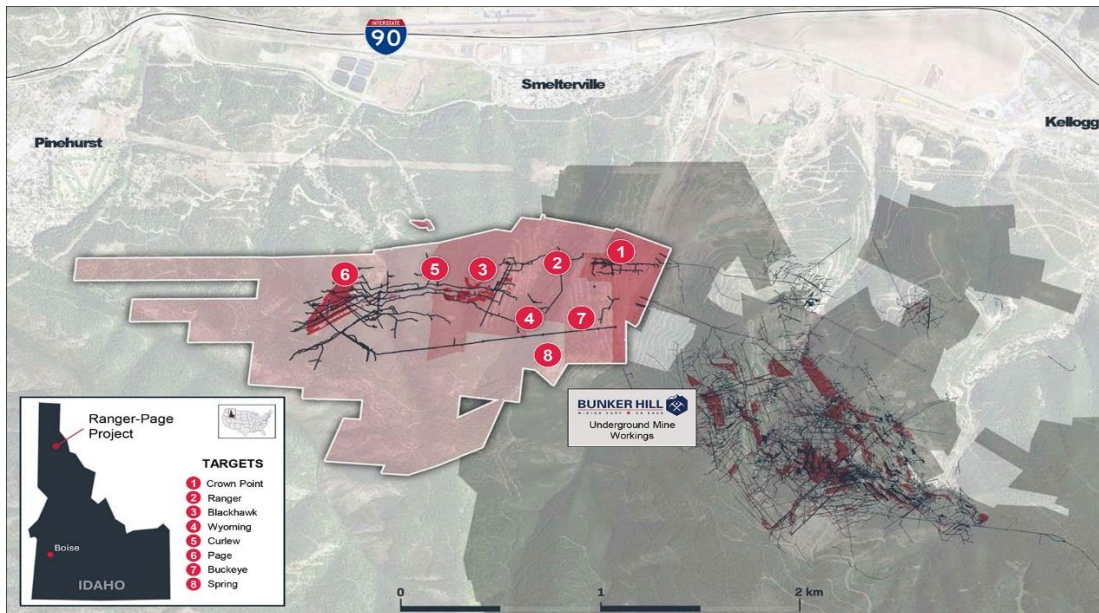 INTERSTATE
90
Smelterville
Pinehurst
Kellogg
1
2
3
5
6
4
7
8
BUNKER HILL
MINING CORP
Underground Mine
Workings
Ranger-Page
Project
TARGETS
1 Crown Point
2 Ranger
3 Blackhawk
4 Wyoming
5 Curlew
6 Page
7 Buckeye
8 Spring
Boise
IDAHO
0 1 2 km